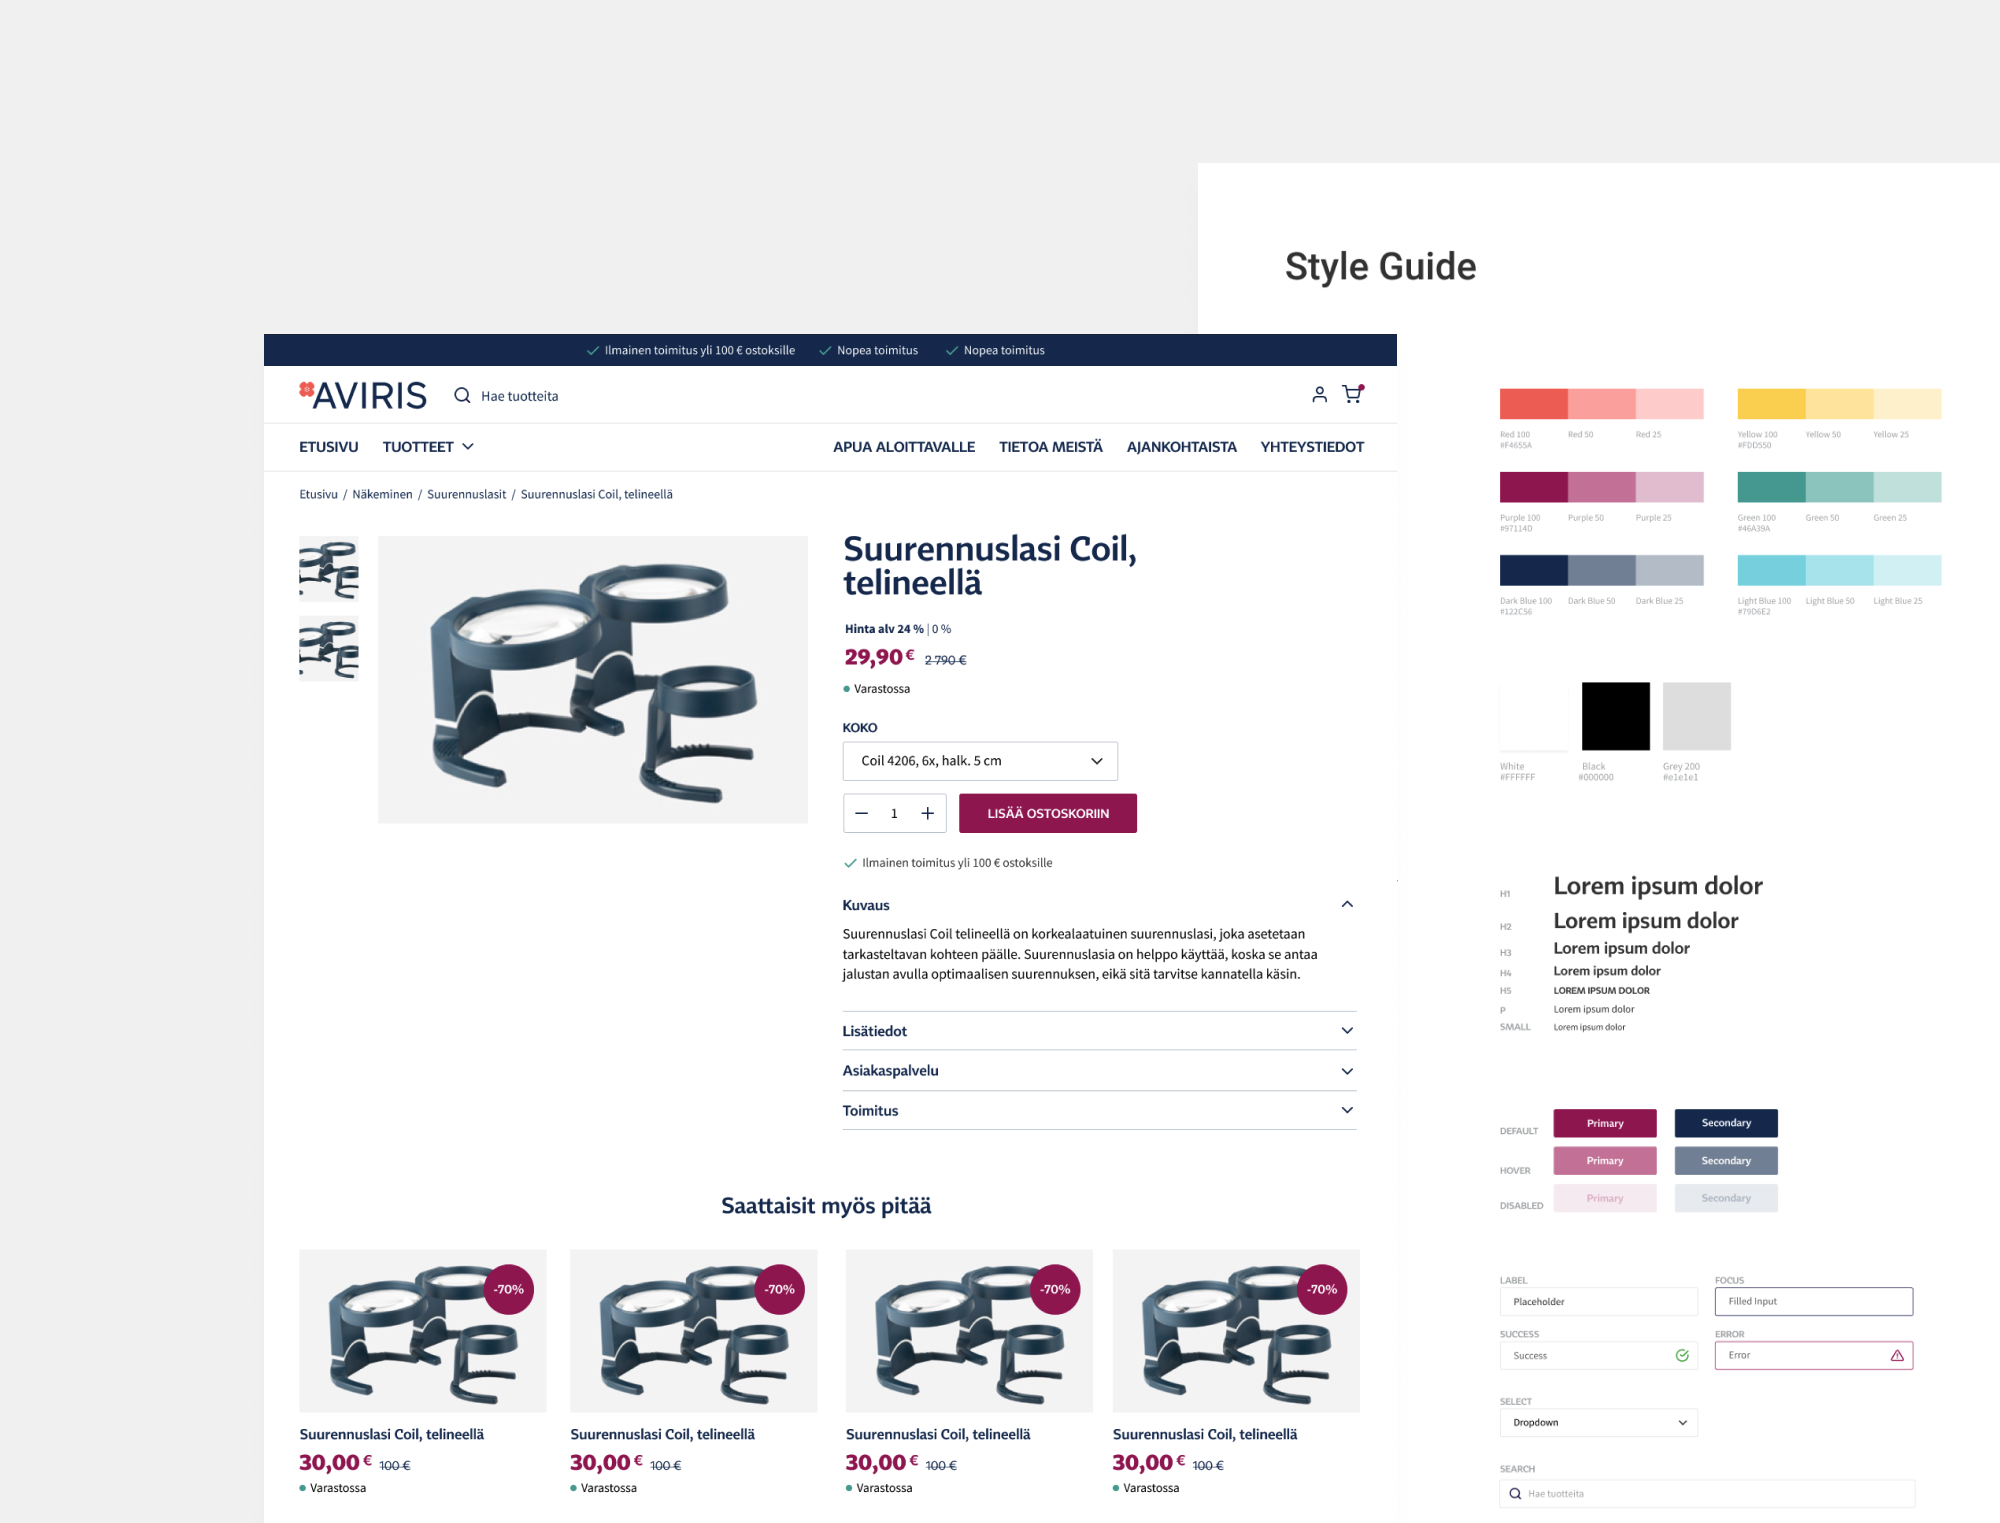 Style Guide
Ilmainen toimitus yli 100 € ostoksille
Nopea toimitus
Nopea toimitus
AVIRIS
Hae tuotteita
ETUSIVU
TUOTTEET
APUA ALOITTAVALLE
TIETOA MEISTÄ
AJANKOHTAISTA
YHTEYSTIEDOT
Etusivu / Näkeminen / Suurennuslasit / Suurennuslasi Coil, telineellä
Suurennuslasi Coil,
telineellä
Hinta alv 24 % | 0 %
29,90 € 2 790 €
Varastossa
KOKO
Coil 4206, 6x, halk. 5 cm
1
LISÄÄ OSTOSKORIIN
Ilmainen toimitus yli 100 € ostoksille
Kuvaus
Suurennuslasi Coil telineellä on korkealaatuinen suurennuslasi, joka asetetaan
tarkasteltavan kohteen päälle. Suurennuslasia on helppo käyttää, koska se antaa
jalustan avulla optimaalisen suurennuksen, eikä sitä tarvitse kannatella käsin.
Lisätiedot
Asiakaspalvelu
Toimitus
Saattaisit myös pitää
-70%
-70%
-70%
-70%
Suurennuslasi Coil, telineellä
30,00 € 100 €
Varastossa
Suurennuslasi Coil, telineellä
30,00 € 100 €
Varastossa
Suurennuslasi Coil, telineellä
30,00 € 100 €
Varastossa
Suurennuslasi Coil, telineellä
30,00 € 100 €
Varastossa
Red 100 Red 50 Red 25
#F4655A
Yellow 100 Yellow 50 Yellow 25
#FDD550
Purple 100 Purple 50 Purple 25
#97114D
Green 100 Green 50 Green 25
#46A39A
Dark Blue 100 Dark Blue 50 Dark Blue 25
#122C56
Light Blue 100 Light Blue 50 Light Blue 25
#79D6E2
White
#FFFFFF
Black
#000000
Grey 200
#e1e1e1
H1 Lorem ipsum dolor
H2 Lorem ipsum dolor
H3 Lorem ipsum dolor
H4 Lorem ipsum dolor
H5 LOREM IPSUM DOLOR
P Lorem ipsum dolor
SMALL Lorem ipsum dolor
DEFAULT Primary Secondary
HOVER Primary Secondary
DISABLED Primary Secondary
LABEL
Placeholder
FOCUS
Filled Input
SUCCESS
Success
ERROR
Error
SELECT
Dropdown
SEARCH
Hae tuotteita